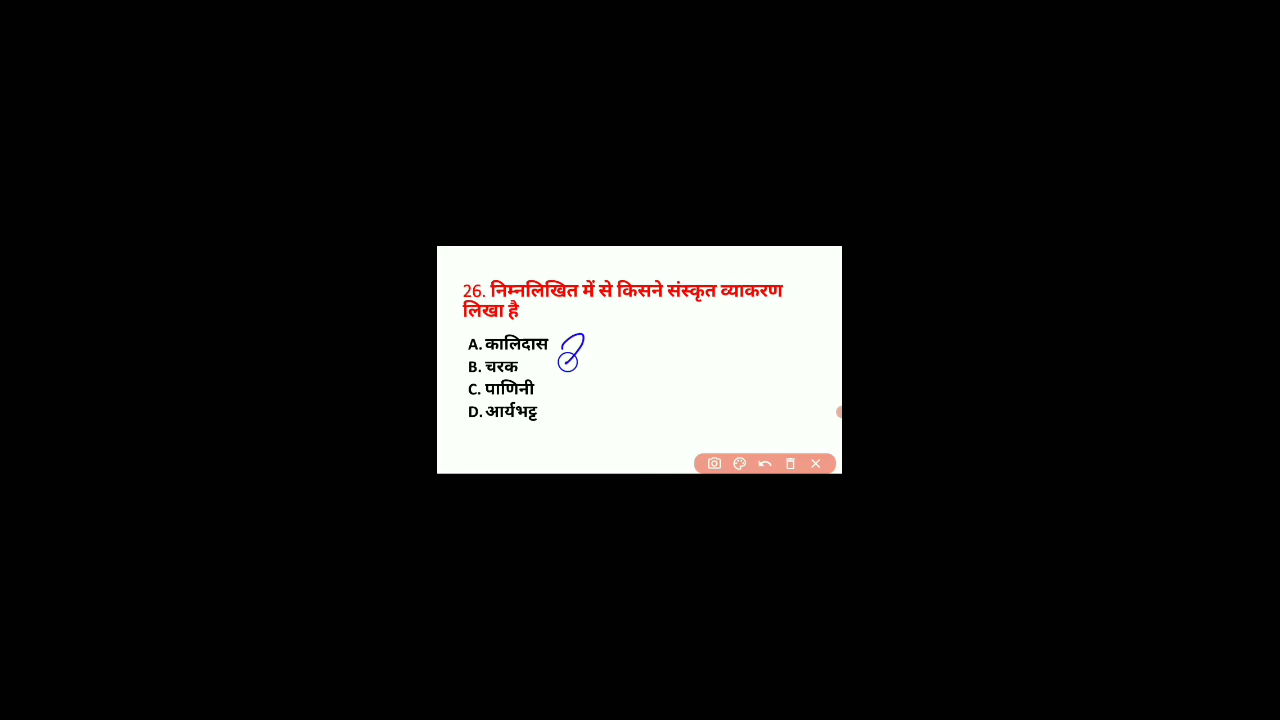 26. निम्नलिखित में से किसने संस्कृत व्याकरण
लिखा है
A. कालिदास
B. चरक
C. पाणिनी
D. आर्यभट्ट